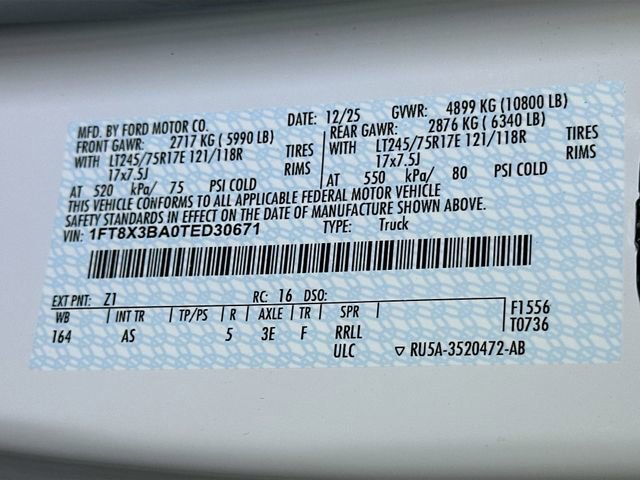 MFD. BY FORD MOTOR CO. DATE: 12/25 GVWR: 4899 KG (10800 LB)
FRONT GAWR: 2717 KG ( 5990 LB) REAR GAWR: 2876 KG ( 6340 LB)
WITH LT245/75R17E 121/118R TIRES WITH LT245/75R17E 121/118R TIRES
17x7.5J RIMS 17x7.5J RIMS
AT 520 kPa/ 75 PSI COLD AT 550 kPa/ 80 PSI COLD
THIS VEHICLE CONFORMS TO ALL APPLICABLE FEDERAL MOTOR VEHICLE
SAFETY STANDARDS IN EFFECT ON THE DATE OF MANUFACTURE SHOWN ABOVE.
VIN: 1FT8X3BA0TED30671 TYPE: Truck
EXT PNT: Z1 RC: 16 DSO:
WB INT TR TP/PS R AXLE TR SPR F1556
164 AS 5 3E F RRLL T0736
ULC ▽ RU5A-3520472-AB